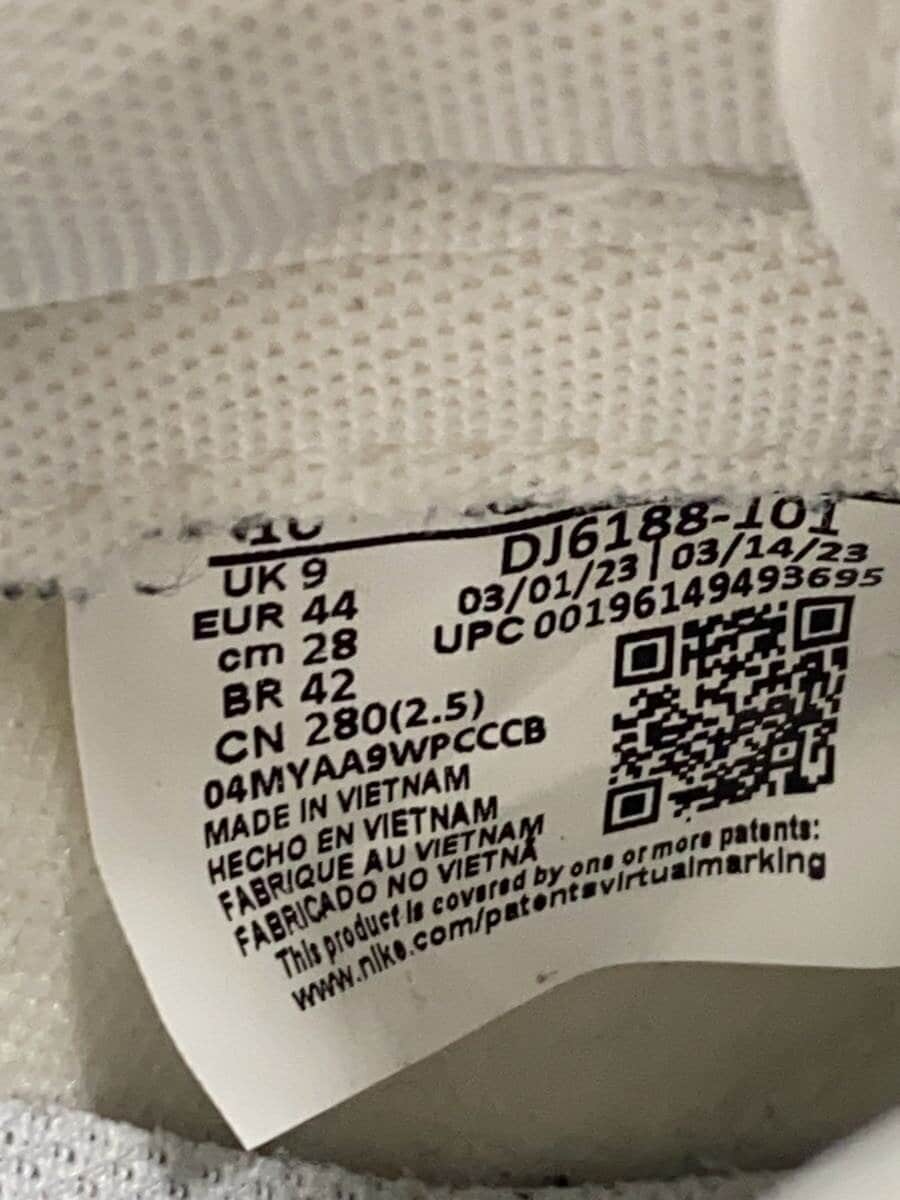 10
DJ6188-101
UK 9
03/01/23 | 03/14/23
EUR 44
UPC 00196149493695
cm 28
BR 42
CN 280(2.5)
04MYAA9WPCCCB
MADE IN VIETNAM
HECHO EN VIETNAM
FABRIQUE AU VIETNAM
FABRICADO NO VIETNÃ
This product is covered by one or more patents:
www.nike.com/patentsvirtualmarking